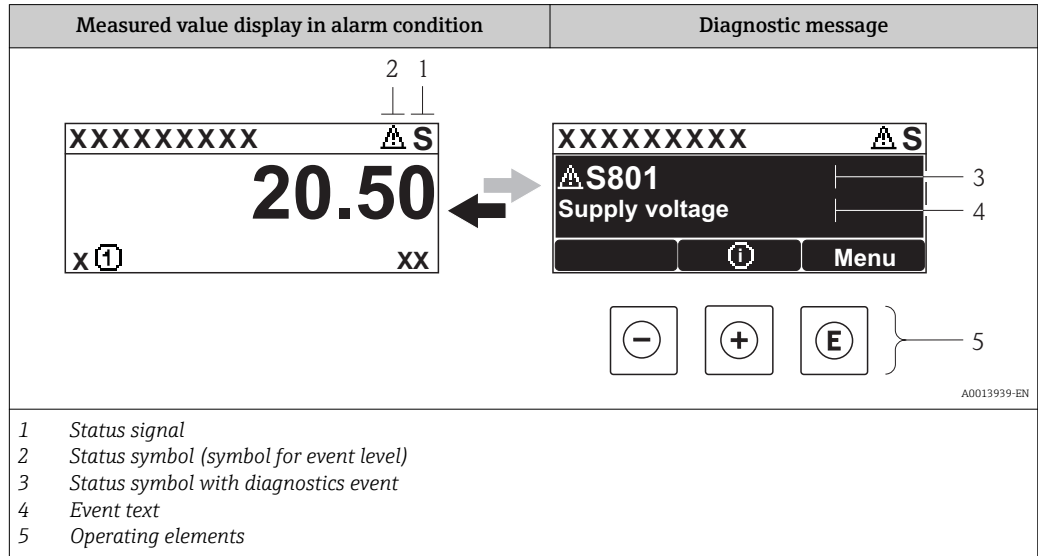 Measured value display in alarm condition Diagnostic message
2 1
XXXXXXXXX ⚠ S
20.50
X ① XX
XXXXXXXXX ⚠ S
⚠S801 3
Supply voltage 4
ⓘ Menu
− + E 5
A0013939-EN
1 Status signal
2 Status symbol (symbol for event level)
3 Status symbol with diagnostics event
4 Event text
5 Operating elements